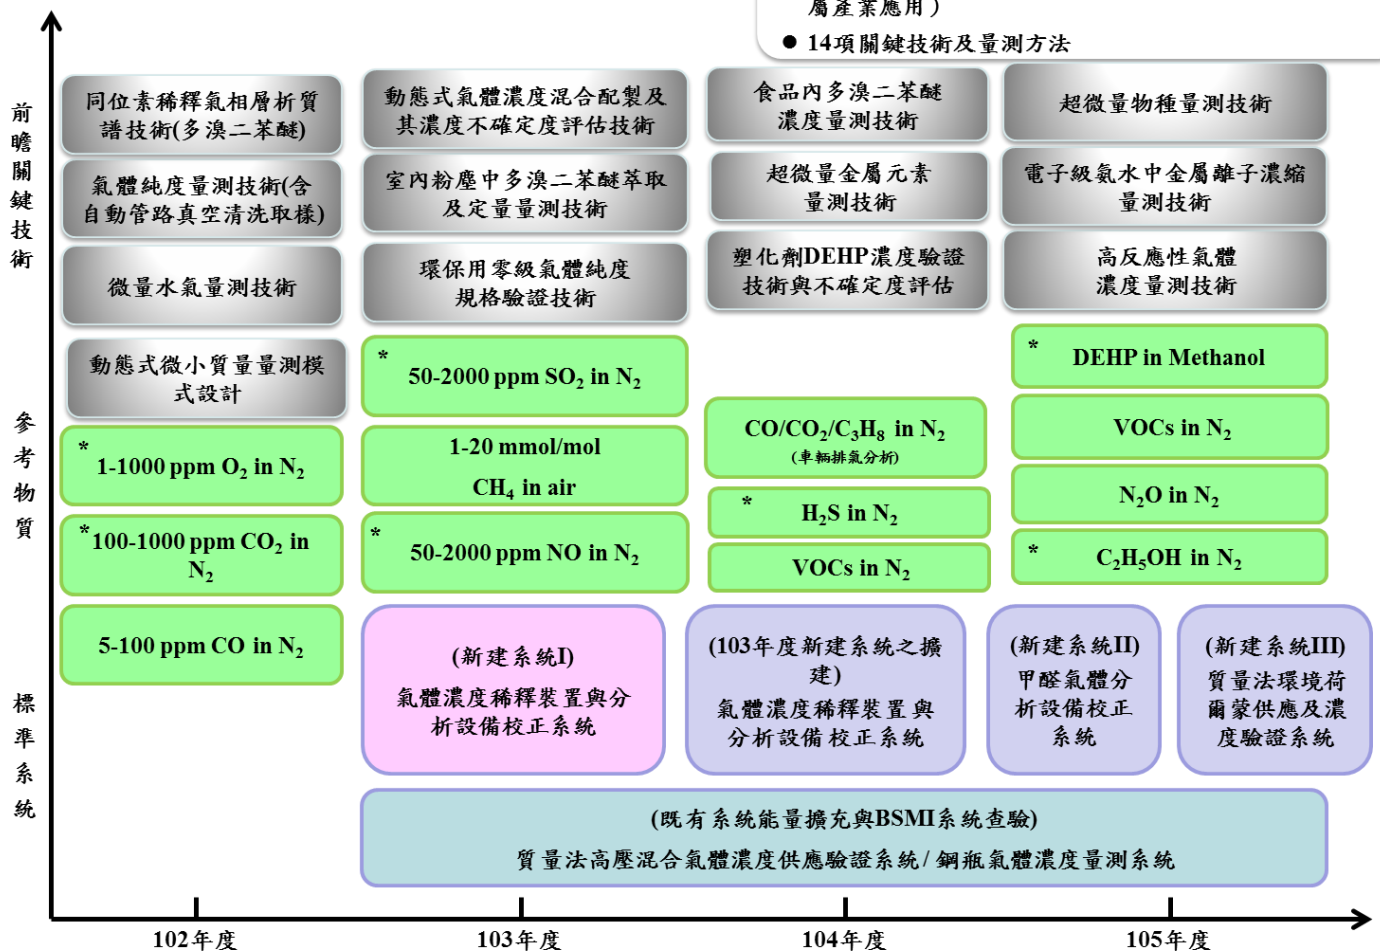 屬產業應用)
● 14項關鍵技術及量測方法
前瞻關鍵技術
同位素稀釋氣相層析質
譜技術(多溴二苯醚)
氣體純度量測技術(含
自動管路真空清洗取樣)
微量水氣量測技術
動態式微小質量量測模
式設計
動態式氣體濃度混合配製及
其濃度不確定度評估技術
室內粉塵中多溴二苯醚萃取
及定量量測技術
環保用零級氣體純度
規格驗證技術
食品內多溴二苯醚
濃度量測技術
超微量金屬元素
量測技術
塑化劑DEHP濃度驗證
技術與不確定度評估
超微量物種量測技術
電子級氨水中金屬離子濃縮
量測技術
高反應性氣體
濃度量測技術
參考物質
* 1-1000 ppm O₂ in N₂
*100-1000 ppm CO₂ in
N₂
5-100 ppm CO in N₂
* 50-2000 ppm SO₂ in N₂
1-20 mmol/mol
CH₄ in air
* 50-2000 ppm NO in N₂
CO/CO₂/C₃H₈ in N₂
(車輛排氣分析)
* H₂S in N₂
VOCs in N₂
* DEHP in Methanol
VOCs in N₂
N₂O in N₂
* C₂H₅OH in N₂
標準系統
(新建系統I)
氣體濃度稀釋裝置與分
析設備校正系統
(103年度新建系統之擴
建)
氣體濃度稀釋裝置與
分析設備校正系統
(新建系統II)
甲醛氣體分
析設備校正
系統
(新建系統III)
質量法環境荷
爾蒙供應及濃
度驗證系統
(既有系統能量擴充與BSMI系統查驗)
質量法高壓混合氣體濃度供應驗證系統/ 鋼瓶氣體濃度量測系統
102年度
103年度
104年度
105年度